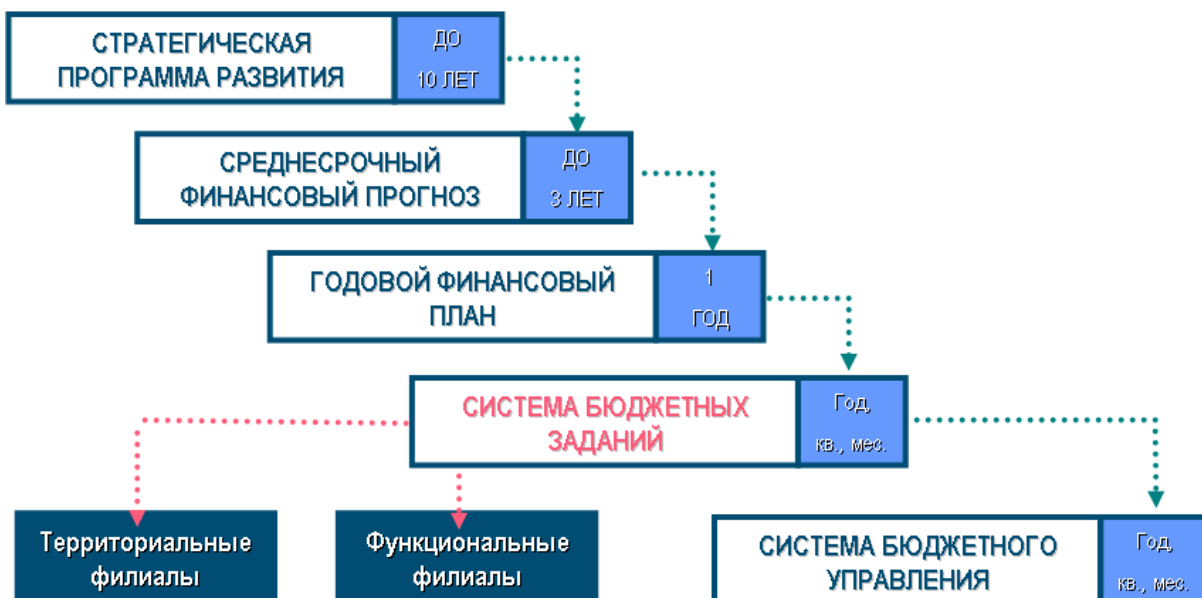 СТРАТЕГИЧЕСКАЯ
ПРОГРАММА РАЗВИТИЯ
ДО
10 ЛЕТ
СРЕДНЕСРОЧНЫЙ
ФИНАНСОВЫЙ ПРОГНОЗ
ДО
3 ЛЕТ
ГОДОВОЙ ФИНАНСОВЫЙ
ПЛАН
1
ГОД
СИСТЕМА БЮДЖЕТНЫХ
ЗАДАНИЙ
Год,
кв., мес.
Территориальные
филиалы
Функциональные
филиалы
СИСТЕМА БЮДЖЕТНОГО
УПРАВЛЕНИЯ
Год,
кв., мес.